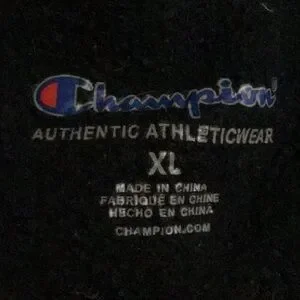 Champion
AUTHENTIC ATHLETICWEAR
XL
MADE IN CHINA
FABRIQUÉ EN CHINE
HECHO EN CHINA
CHAMPION.COM